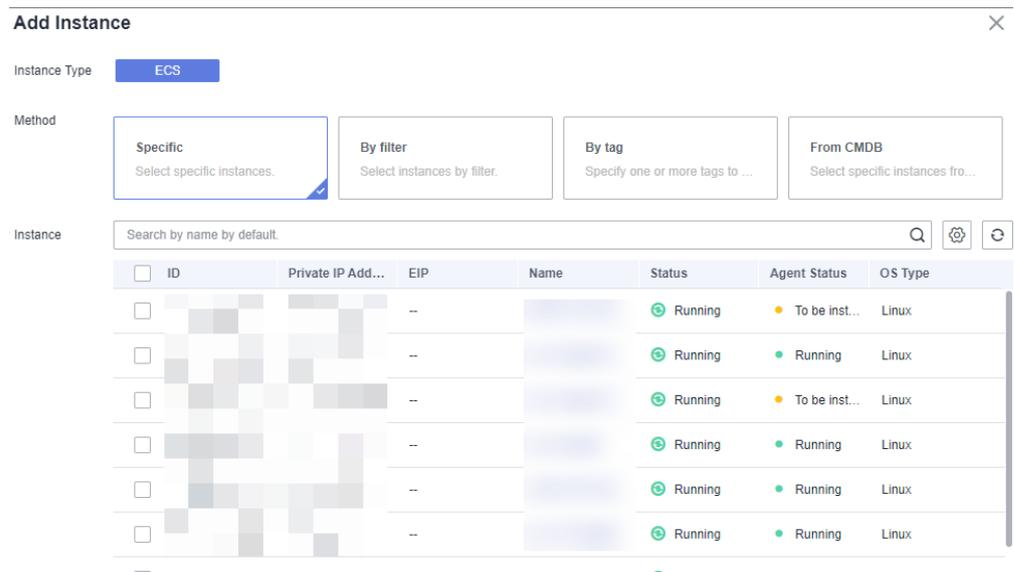 Add Instance
Instance Type ECS
Method
Specific By filter By tag From CMDB
Select specific instances. Select instances by filter. Specify one or more tags to ... Select specific instances fro...
Instance Search by name by default.
ID Private IP Add... EIP Name Status Agent Status OS Type
-- Running To be inst... Linux
-- Running Running Linux
-- Running To be inst... Linux
-- Running Running Linux
-- Running Running Linux
-- Running Running Linux